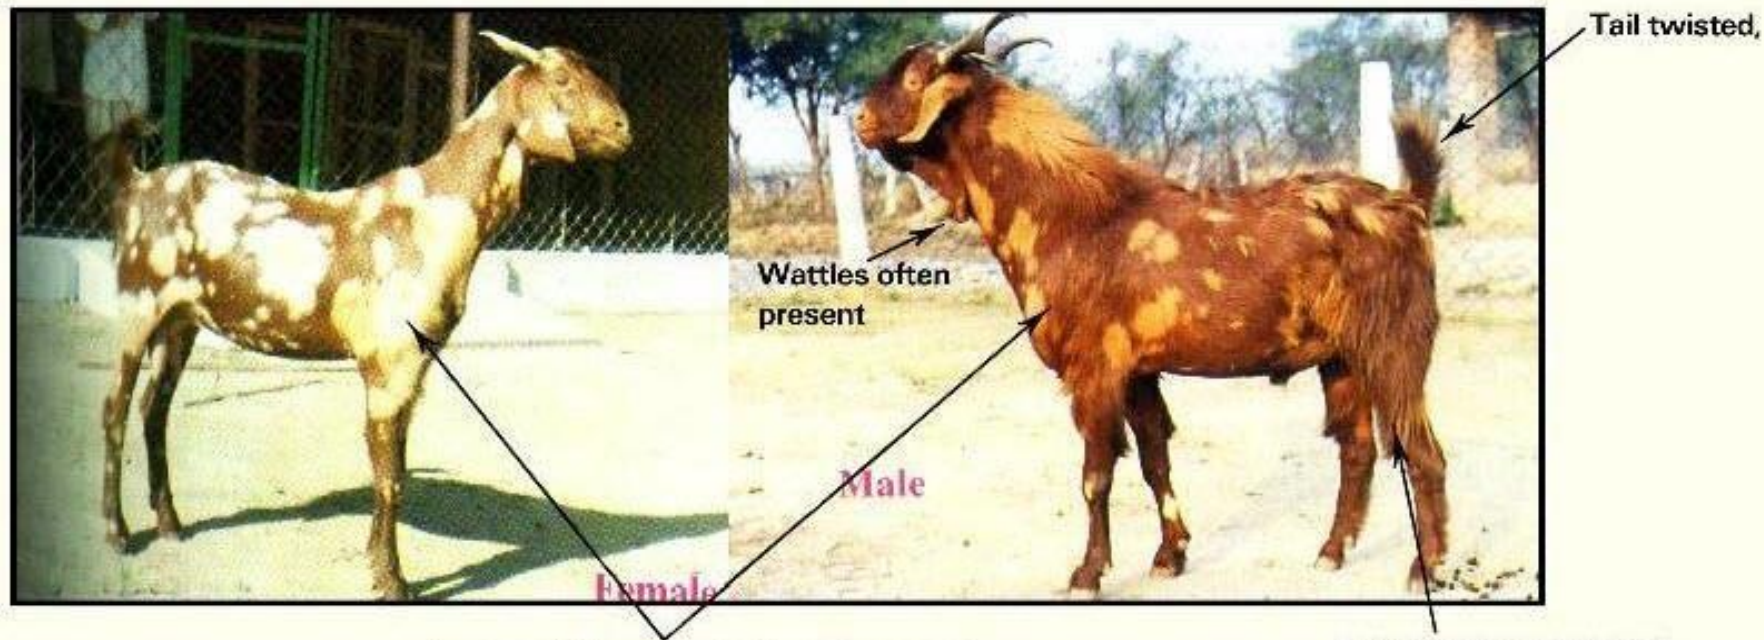 Tail twisted,
Wattles often
present
Male
Female